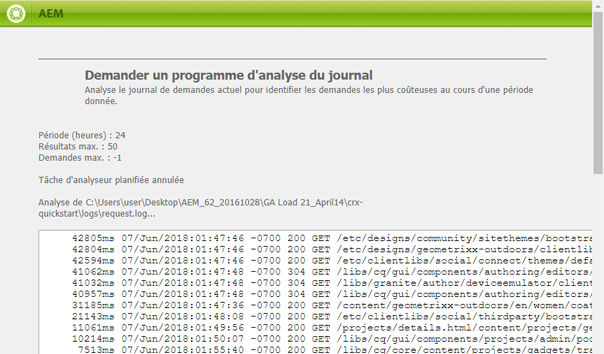 AEM
Demander un programme d'analyse du journal
Analyse le journal de demandes actuel pour identifier les demandes les plus coûteuses au cours d'une période
donnée.
Période (heures) : 24
Résultats max. : 50
Demandes max. : -1
Tâche d'analyseur planifiée annulée
Analyse de C:\Users\user\Desktop\AEM_62_20161028\GA Load 21_April14\crx-
quickstart\logs\request.log...
42805ms 07/Jun/2018:01:47:46 -0700 200 GET /etc/designs/community/sitethemes/bootstra
42804ms 07/Jun/2018:01:47:46 -0700 200 GET /etc/designs/geometrixx-outdoors/clientlib
42594ms 07/Jun/2018:01:47:46 -0700 200 GET /etc/clientlibs/social/connect/themes/defa
41062ms 07/Jun/2018:01:47:48 -0700 304 GET /libs/cq/gui/components/authoring/editors/
41032ms 07/Jun/2018:01:47:48 -0700 304 GET /libs/granite/author/deviceemulator/client
40957ms 07/Jun/2018:01:47:48 -0700 304 GET /libs/cq/gui/components/authoring/editors/
31185ms 07/Jun/2018:01:47:36 -0700 200 GET /content/geometrixx-outdoors/en/women/coat
21143ms 07/Jun/2018:01:48:08 -0700 200 GET /etc/clientlibs/social/thirdparty/bootstra
11061ms 07/Jun/2018:01:49:56 -0700 200 GET /projects/details.html/content/projects/ge
10214ms 07/Jun/2018:01:50:07 -0700 200 GET /libs/cq/gui/components/projects/admin/pod
7513ms 07/Jun/2018:01:55:40 -0700 200 GET /libs/cq/core/content/projects/gadgets/tra